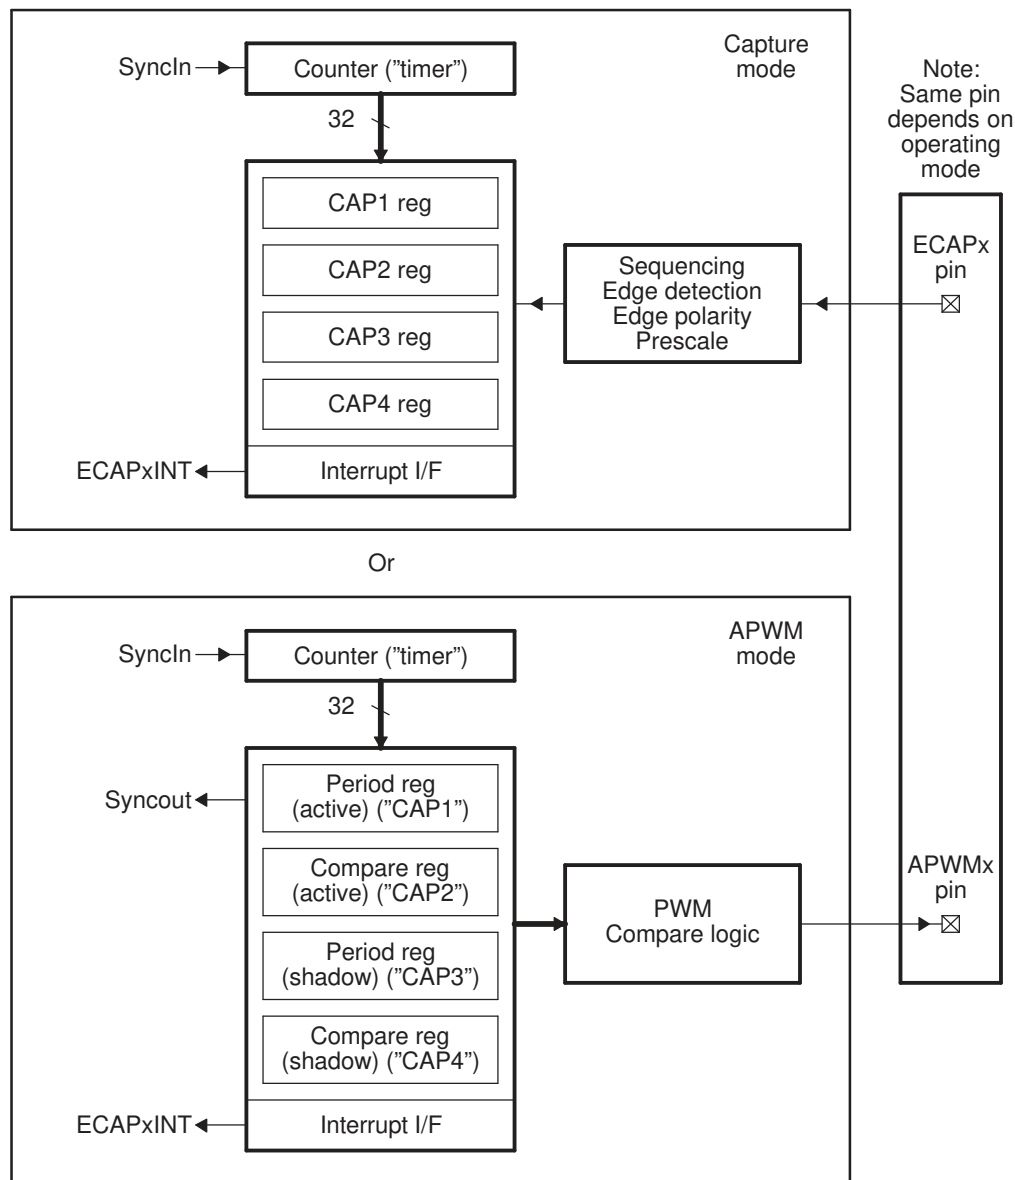 Capture
mode
SyncIn
Counter ("timer")
32
CAP1 reg
CAP2 reg
CAP3 reg
CAP4 reg
Interrupt I/F
ECAPxINT
Sequencing
Edge detection
Edge polarity
Prescale
Note:
Same pin
depends on
operating
mode
ECAPx
pin
Or
APWM
mode
SyncIn
Counter ("timer")
32
Syncout
Period reg
(active) ("CAP1")
Compare reg
(active) ("CAP2")
Period reg
(shadow) ("CAP3")
Compare reg
(shadow) ("CAP4")
Interrupt I/F
ECAPxINT
PWM
Compare logic
APWMx
pin